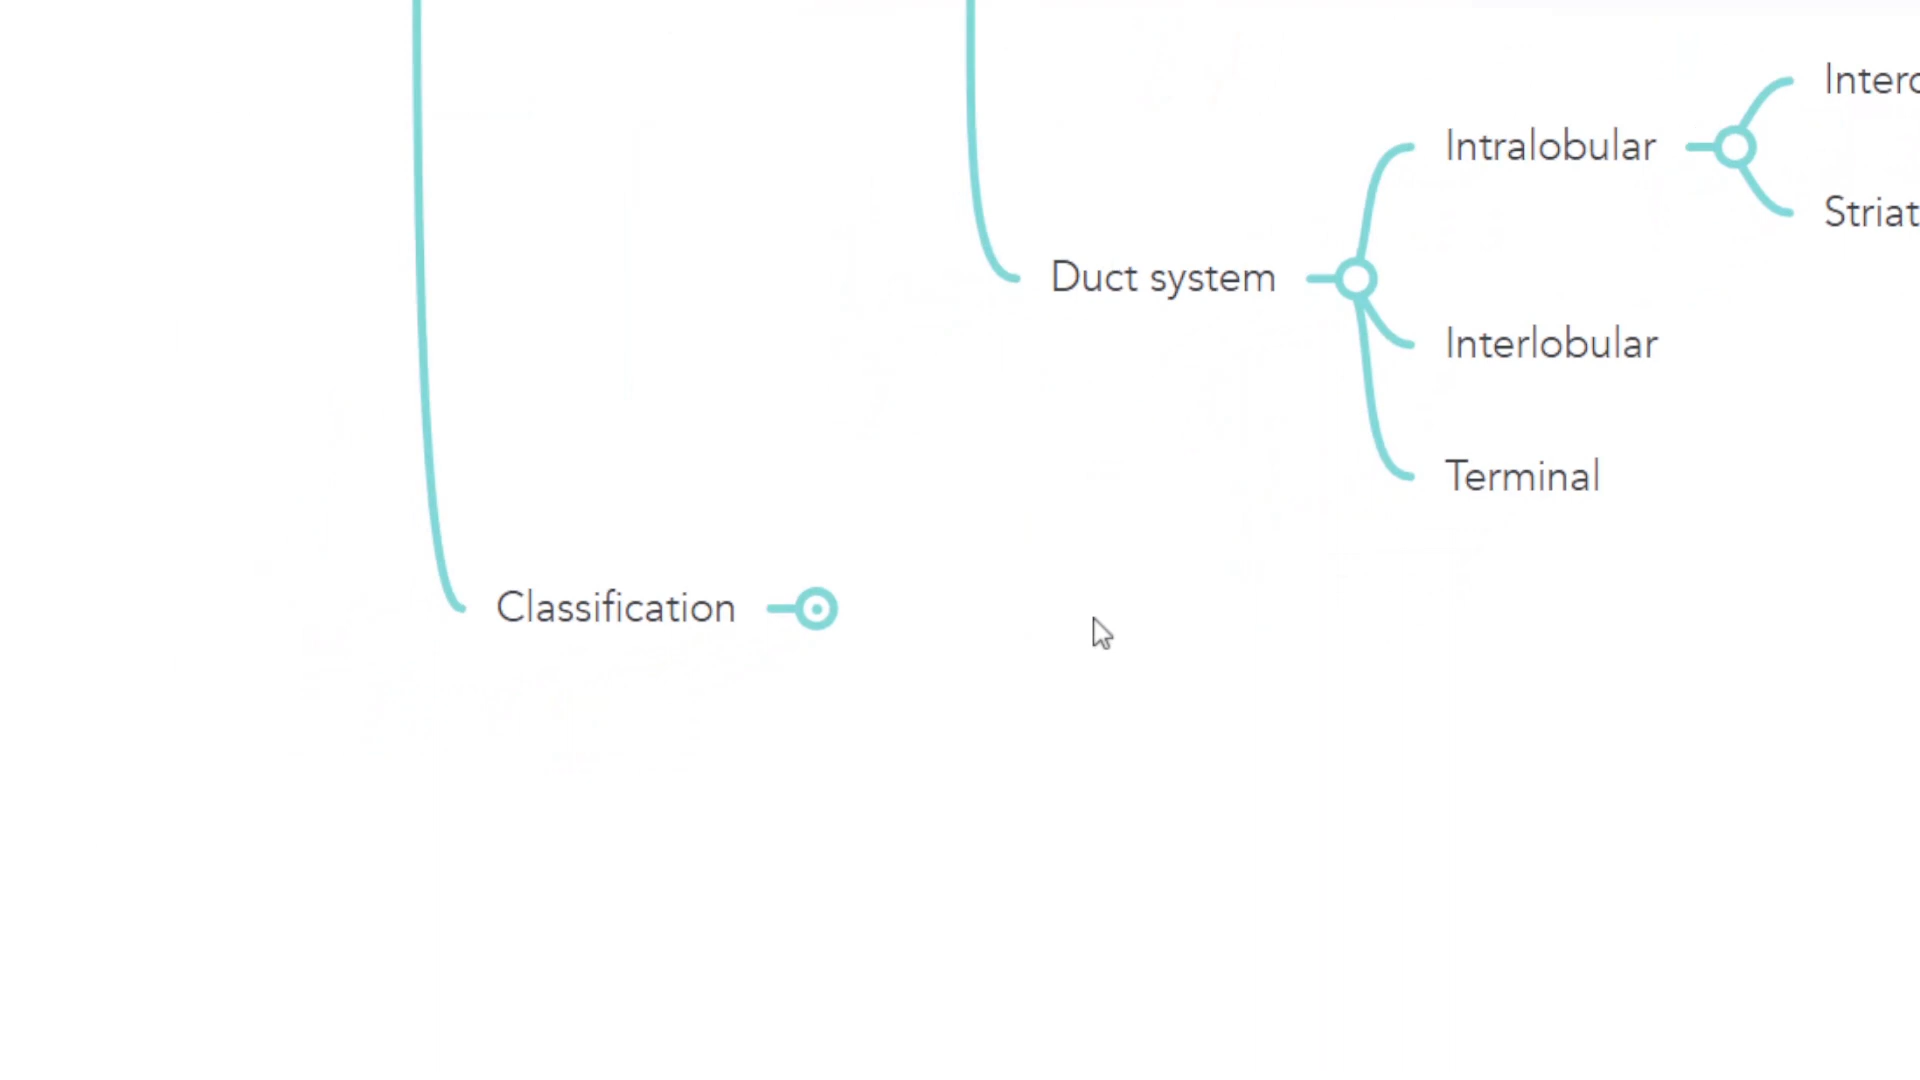 Intralobular
Duct system
Interlobular
Terminal
Classification